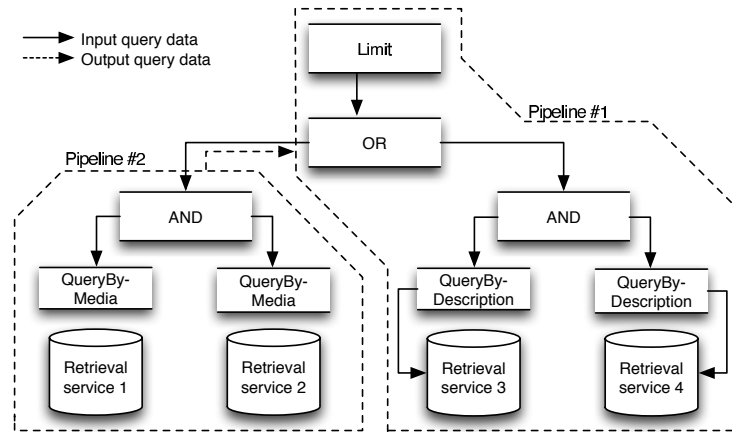 Input query data
Output query data
Limit
Pipeline #1
OR
Pipeline #2
AND
AND
QueryBy-
Media
QueryBy-
Media
QueryBy-
Description
QueryBy-
Description
Retrieval
service 1
Retrieval
service 2
Retrieval
service 3
Retrieval
service 4